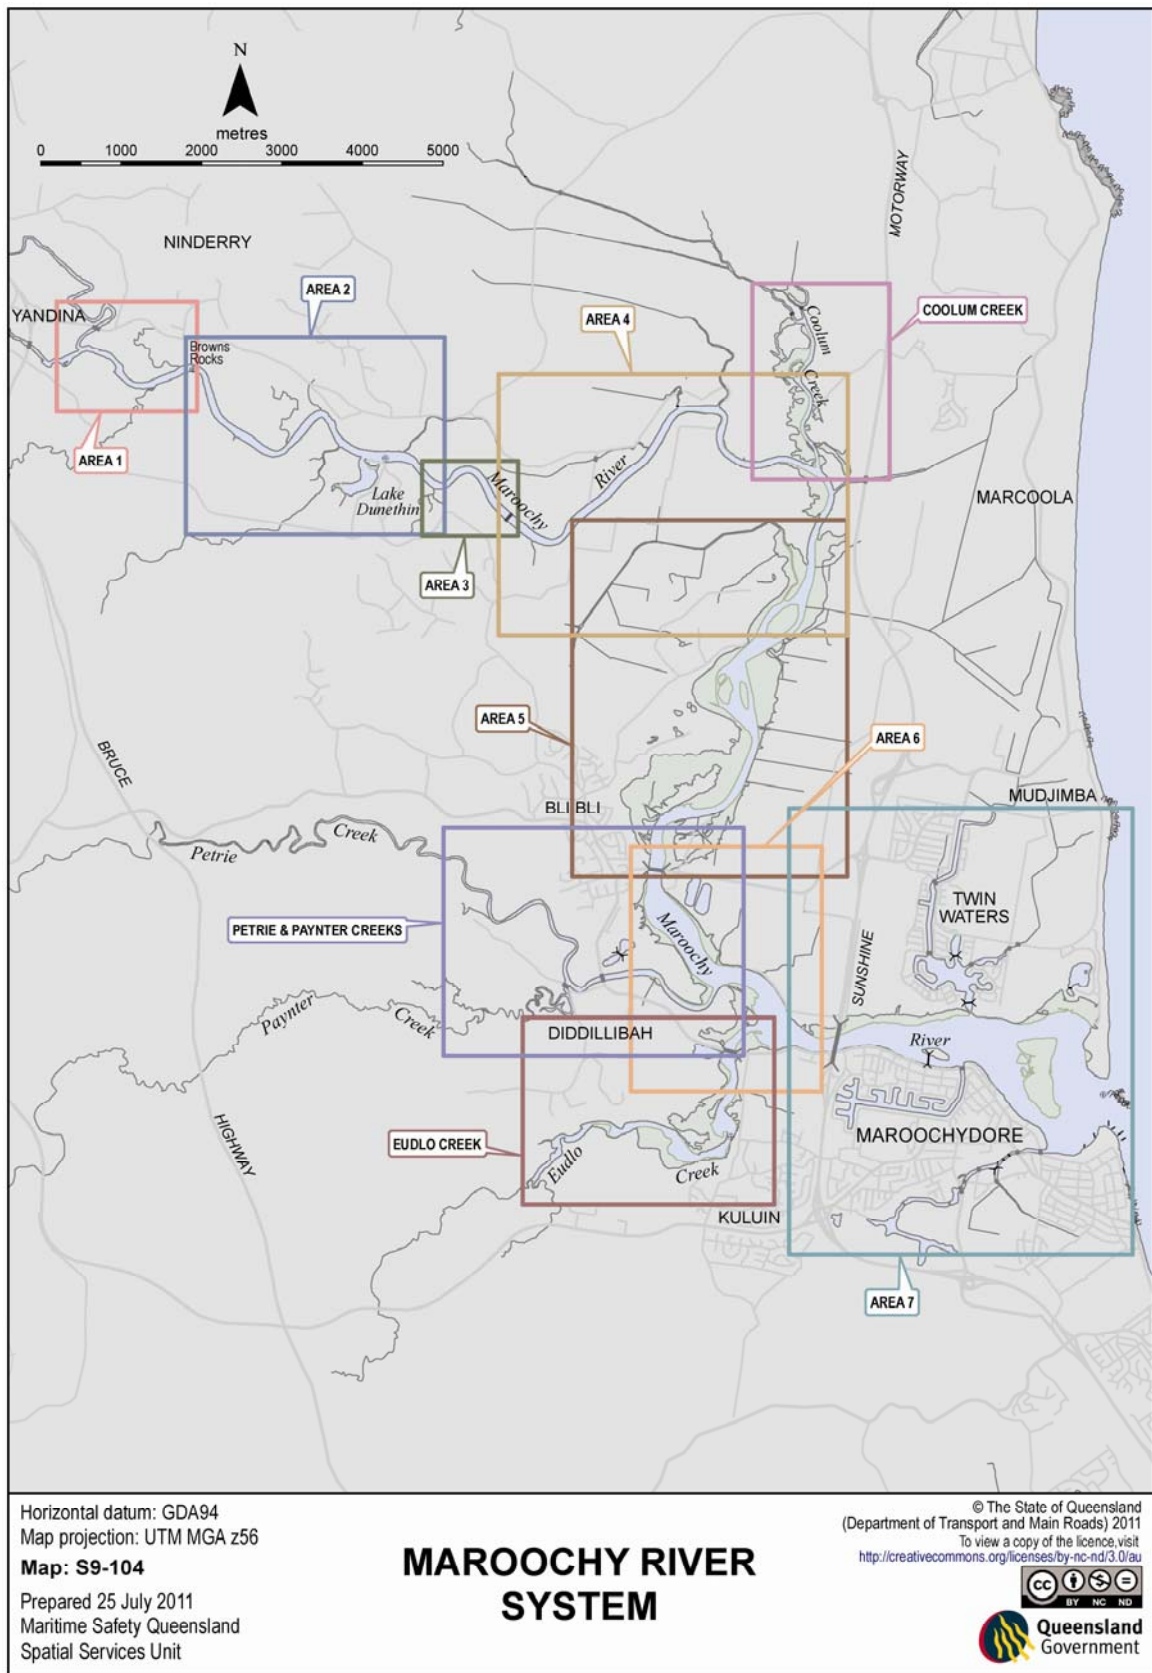 N
metres
0 1000 2000 3000 4000 5000
MOTORWAY
NINDERRY
AREA 2
YANDINA
AREA 4
COOLUM CREEK
Coolum
Creek
Browns
Rocks
AREA 1
Lake
Dunethin
Maroochy
River
MARCOOLA
AREA 3
AREA 5
AREA 6
BRUCE
MUDJIMBA
BLI BLI
Petrie
Creek
TWIN
WATERS
PETRIE & PAYNTER CREEKS
Maroochy
SUNSHINE
Paynter
Creek
DIDDILLIBAH
River
HIGHWAY
MAROOCHYDORE
EUDLO CREEK
Eudlo
Creek
KULUIN
AREA 7
Horizontal datum: GDA94
Map projection: UTM MGA z56
Map: S9-104
Prepared 25 July 2011
Maritime Safety Queensland
Spatial Services Unit
MAROOCHY RIVER
SYSTEM
© The State of Queensland
(Department of Transport and Main Roads) 2011
To view a copy of the licence,visit
http://creativecommons.org/licenses/by-nc-nd/3.0/au
cc
BY NC ND
Queensland
Government